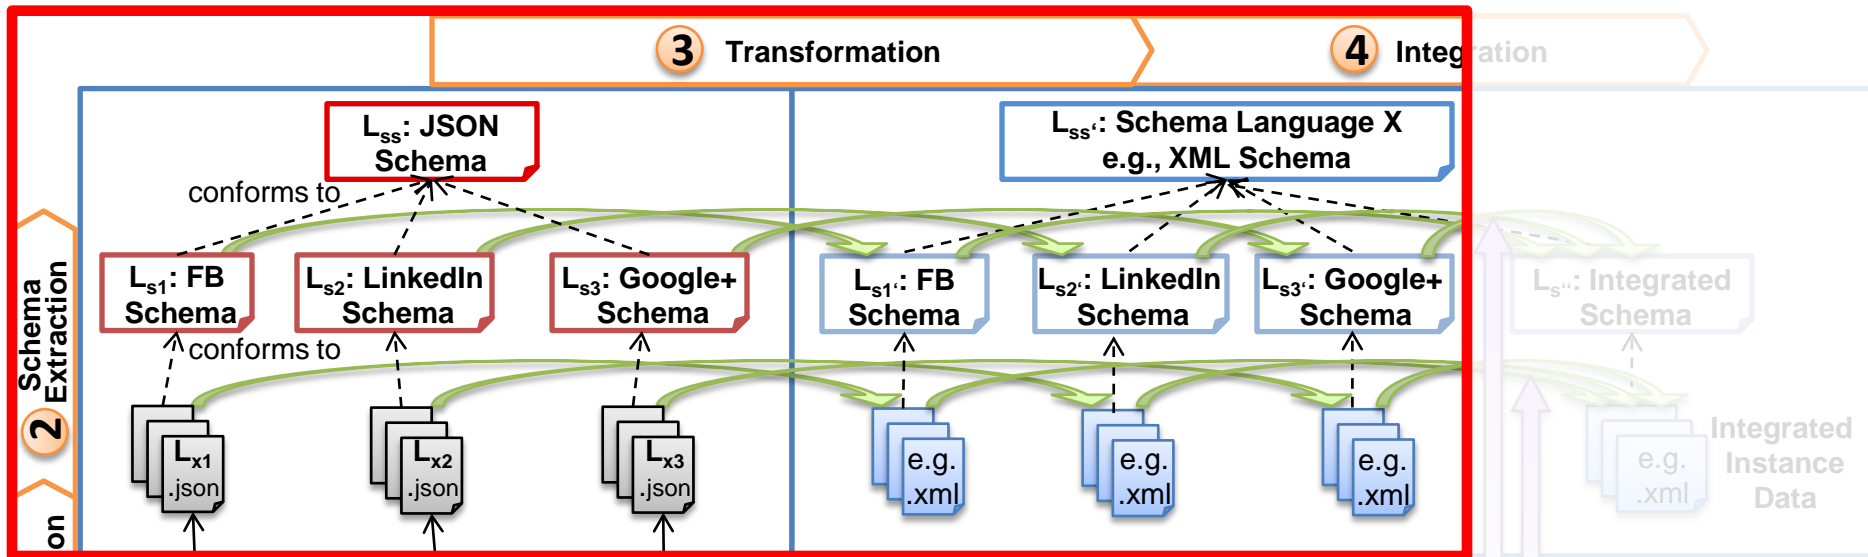 3 Transformation
4 Integration
Lss: JSON
Schema
Lss‘: Schema Language X
e.g., XML Schema
conforms to
2 Schema
Extraction
Ls1: FB
Schema
Ls2: LinkedIn
Schema
Ls3: Google+
Schema
Ls1‘: FB
Schema
Ls2‘: LinkedIn
Schema
Ls3‘: Google+
Schema
Ls‘‘: Integrated
Schema
conforms to
Lx1
.json
Lx2
.json
Lx3
.json
e.g.
.xml
e.g.
.xml
e.g.
.xml
e.g.
.xml
Integrated
Instance
Data
on